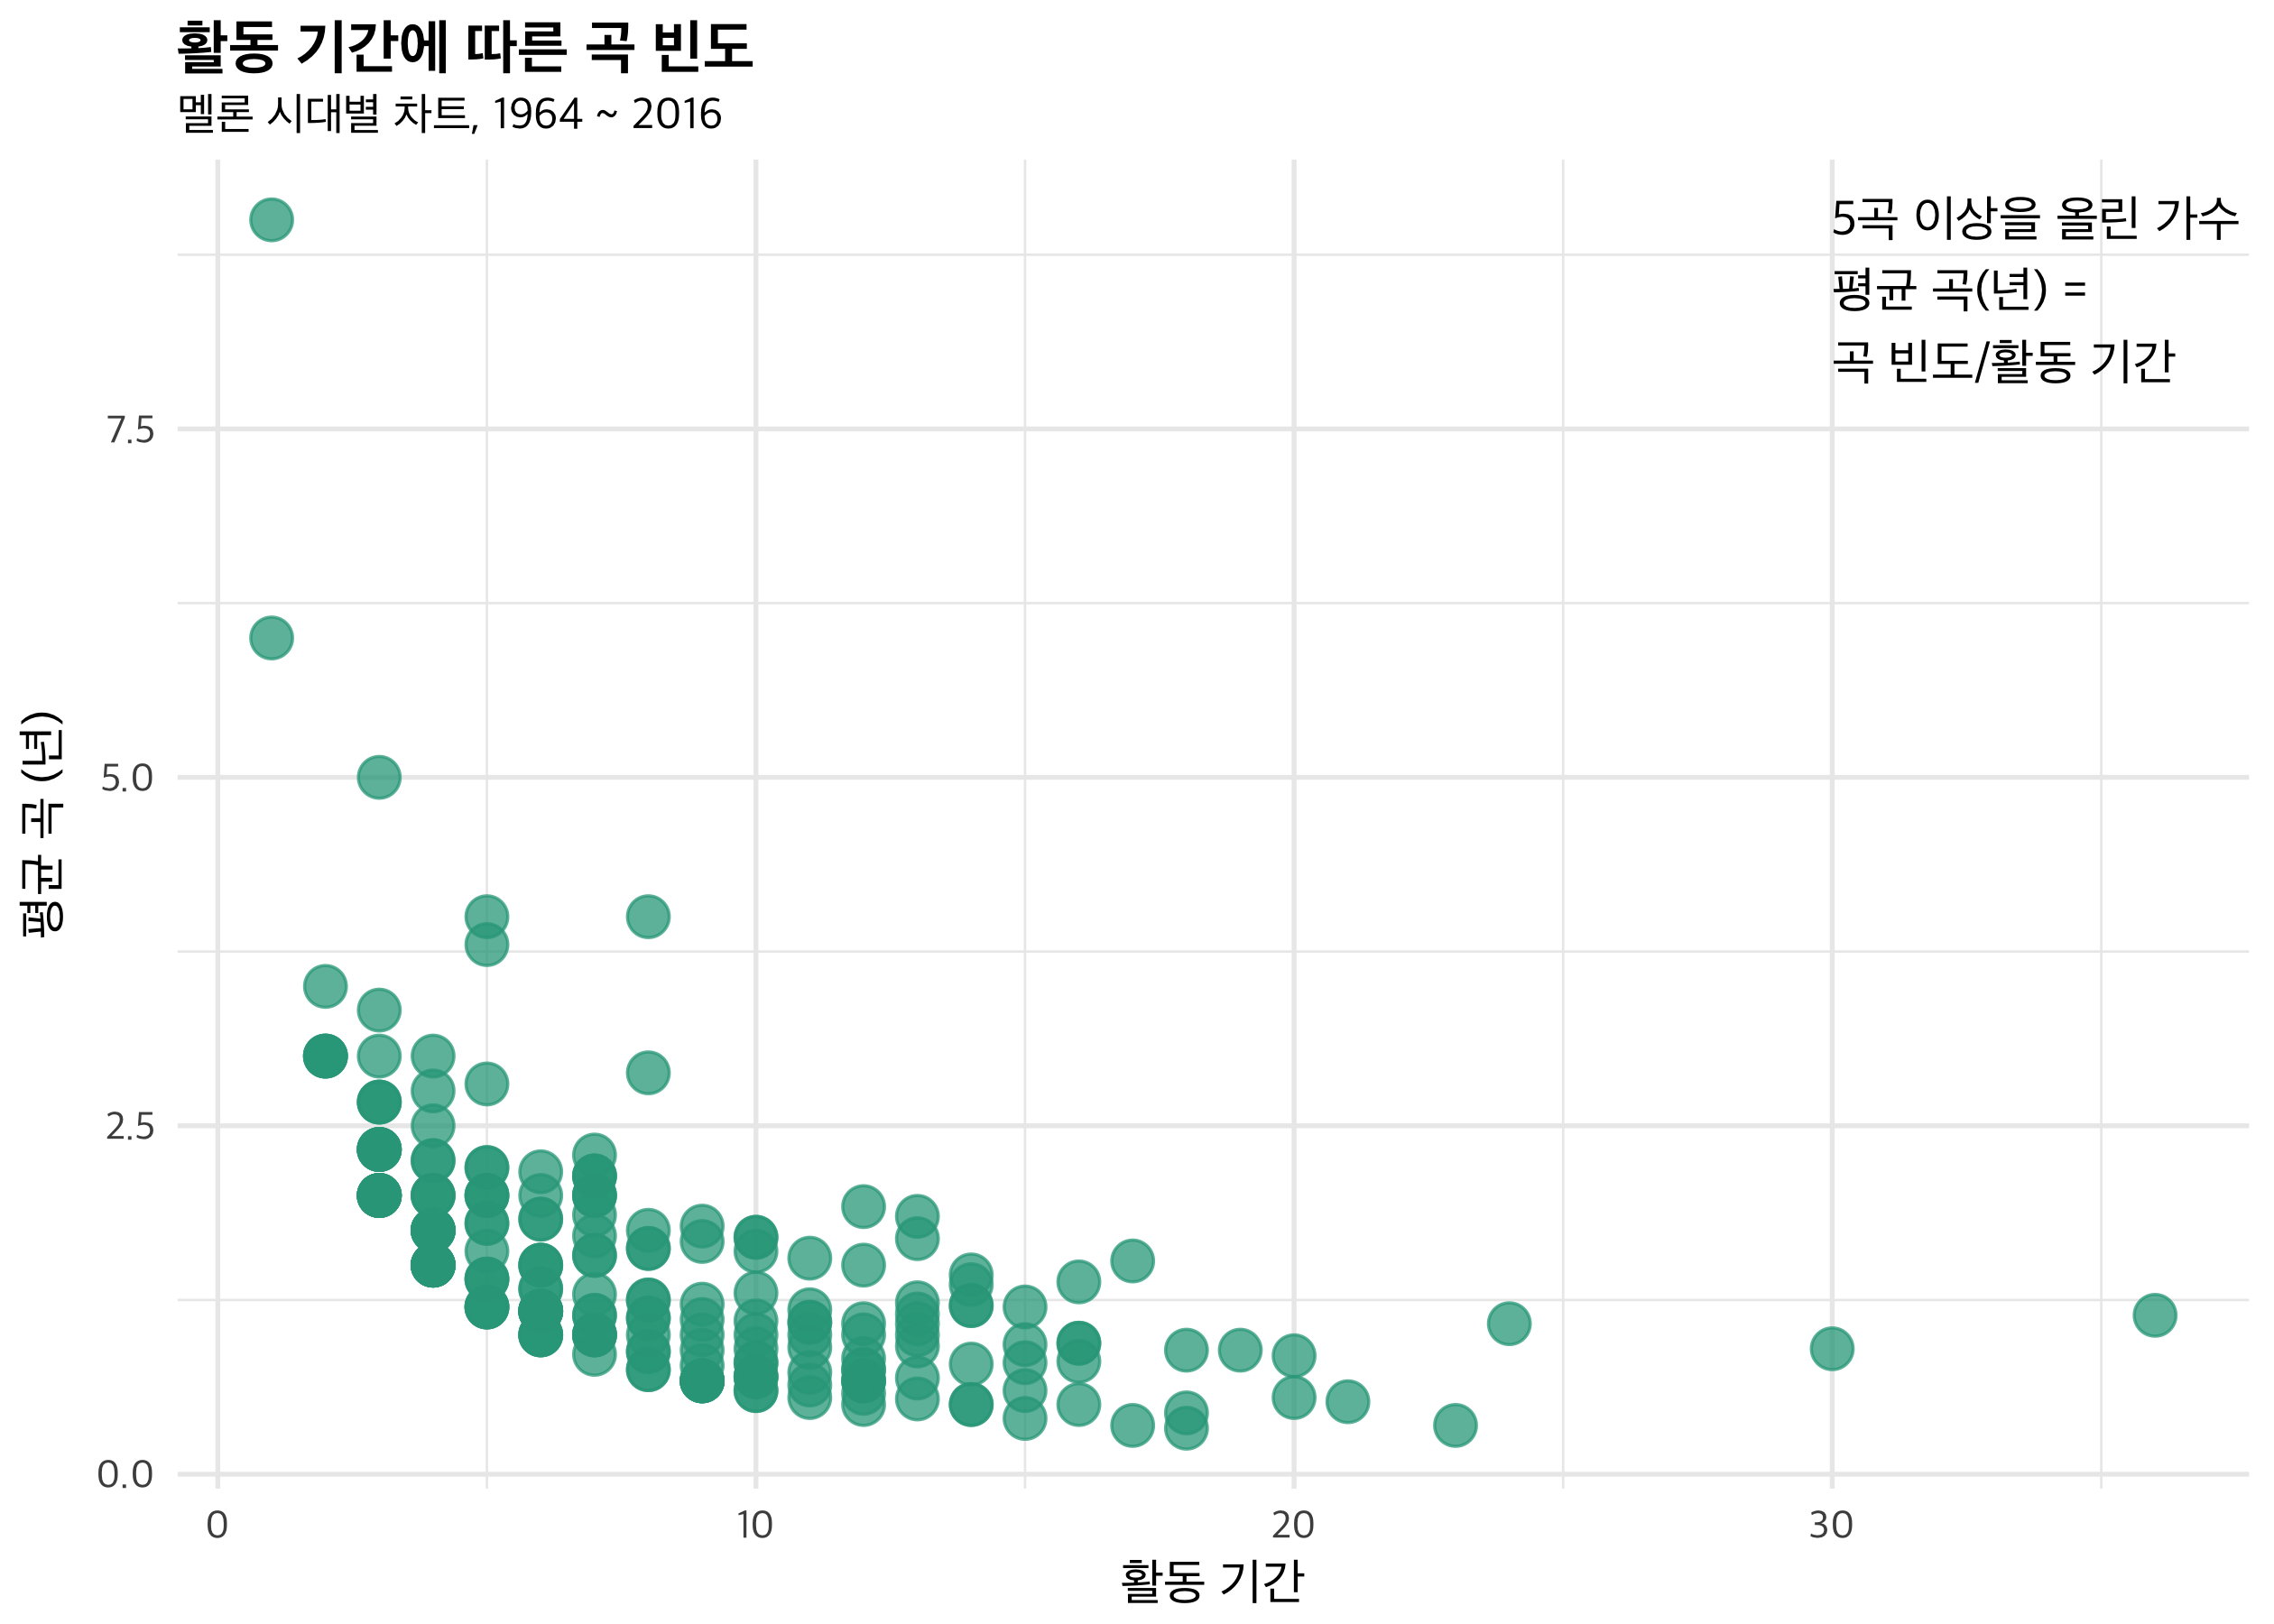 활동 기간에 따른 곡 빈도
멜론 시대별 차트, 1964 ~ 2016
5곡 이상을 올린 가수
평균 곡(년) =
곡 빈도/활동 기간
7.5
5.0
2.5
0.0
평균 곡 (년)
0 10 20 30
활동 기간